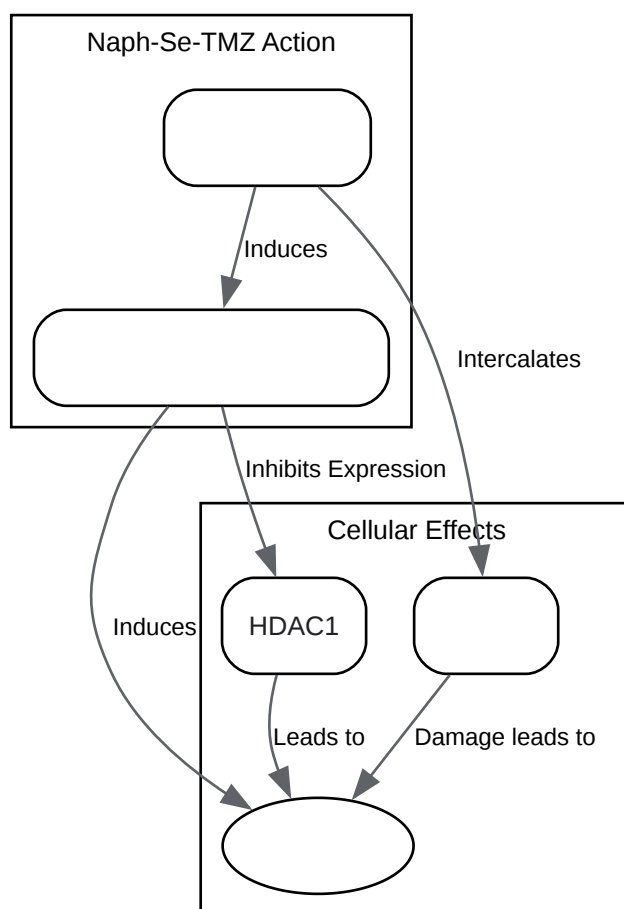 Naph-Se-TMZ Action
Induces
Intercalates
Inhibits Expression
Cellular Effects
Induces
HDAC1
Leads to
Damage leads to